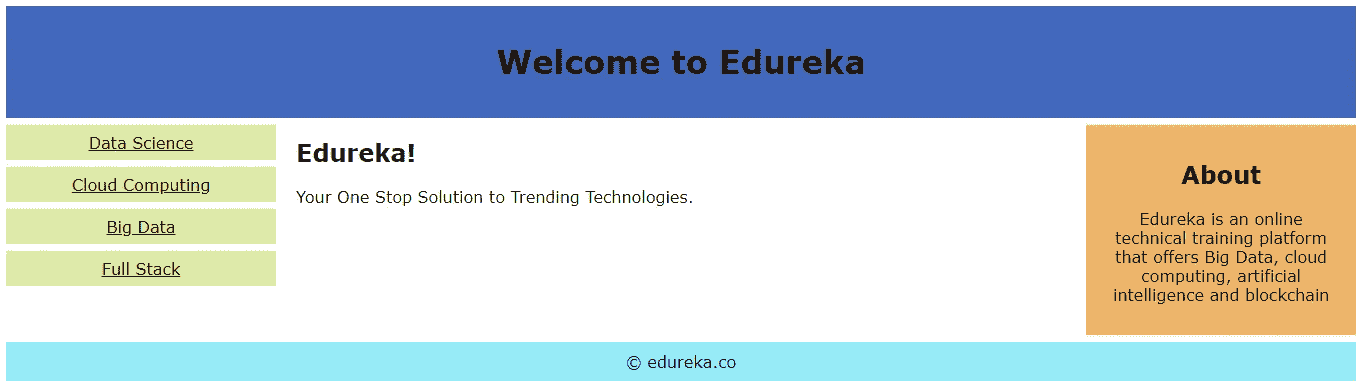 Welcome to Edureka
Data Science
Cloud Computing
Big Data
Full Stack
Edureka!
Your One Stop Solution to Trending Technologies.
About
Edureka is an online
technical training platform
that offers Big Data, cloud
computing, artificial
intelligence and blockchain
© edureka.co